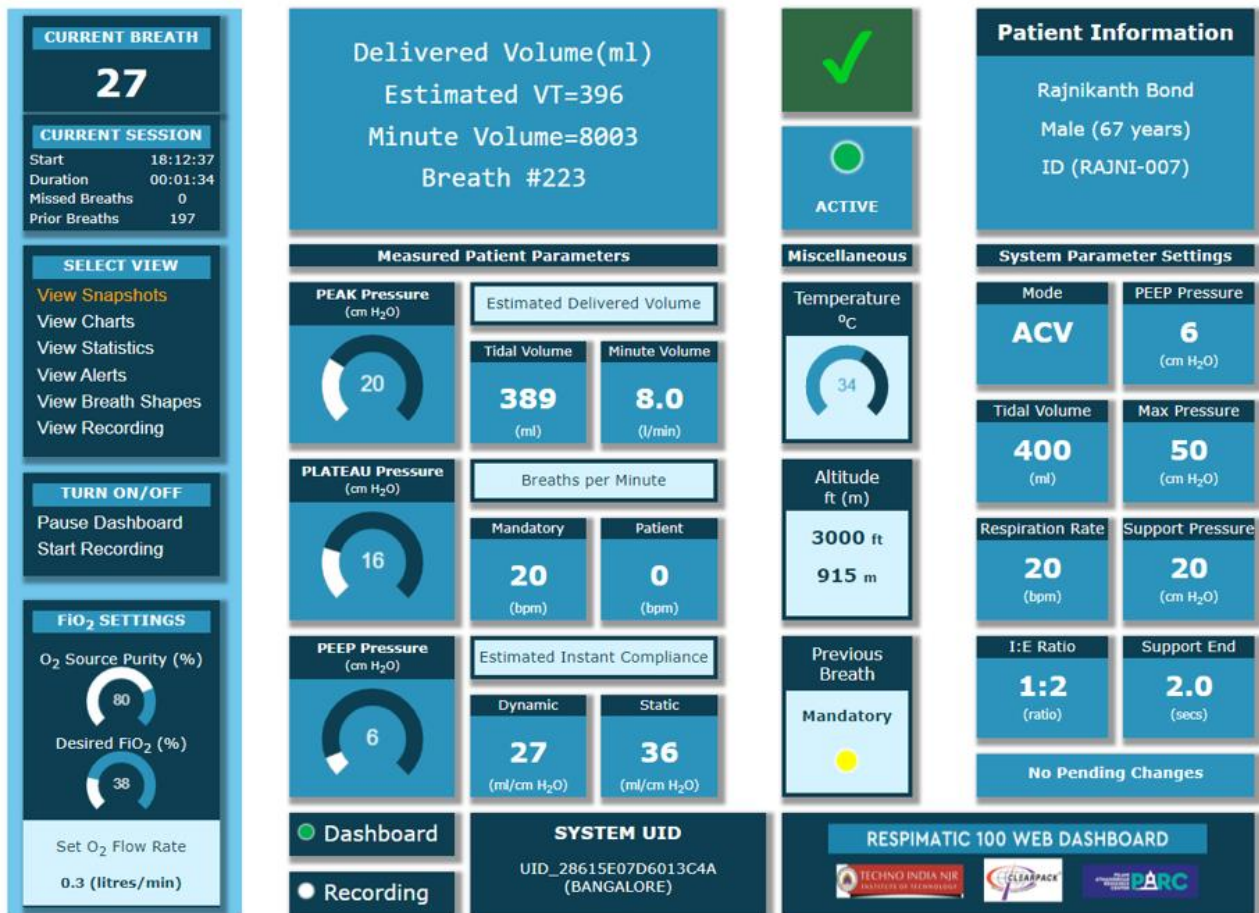 CURRENT BREATH
27
CURRENT SESSION
Start 18:12:37
Duration 00:01:34
Missed Breaths 0
Prior Breaths 197
SELECT VIEW
View Snapshots
View Charts
View Statistics
View Alerts
View Breath Shapes
View Recording
TURN ON/OFF
Pause Dashboard
Start Recording
FiO2 SETTINGS
O2 Source Purity (%)
80
Desired FiO2 (%)
38
Set O2 Flow Rate
0.3 (litres/min)
Delivered Volume(ml)
Estimated VT=396
Minute Volume=8003
Breath #223
ACTIVE
Patient Information
Rajnikanth Bond
Male (67 years)
ID (RAJNI-007)
Measured Patient Parameters
PEAK Pressure
(cm H2O)
20
Estimated Delivered Volume
Tidal Volume
389
(ml)
Minute Volume
8.0
(l/min)
PLATEAU Pressure
(cm H2O)
16
Breaths per Minute
Mandatory
20
(bpm)
Patient
0
(bpm)
PEEP Pressure
(cm H2O)
6
Estimated Instant Compliance
Dynamic
27
(ml/cm H2O)
Static
36
(ml/cm H2O)
Miscellaneous
Temperature
ºC
34
Altitude
ft (m)
3000 ft
915 m
Previous
Breath
Mandatory
System Parameter Settings
Mode
ACV
PEEP Pressure
6
(cm H2O)
Tidal Volume
400
(ml)
Max Pressure
50
(cm H2O)
Respiration Rate
20
(bpm)
Support Pressure
20
(cm H2O)
I:E Ratio
1:2
(ratio)
Support End
2.0
(secs)
No Pending Changes
Dashboard
Recording
SYSTEM UID
UID_28615E07D6013C4A
(BANGALORE)
RESPIMATIC 100 WEB DASHBOARD
TECHNO INDIA NJR
INSTITUTE OF TECHNOLOGY
CLEARPACK
PARC